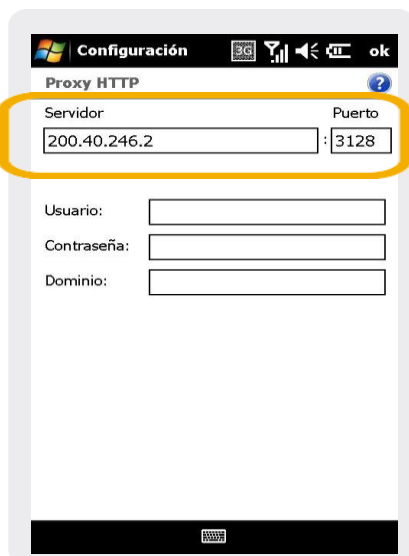 Configuración 3G ok
Proxy HTTP ?
Servidor Puerto
200.40.246.2 : 3128
Usuario:
Contraseña:
Dominio: